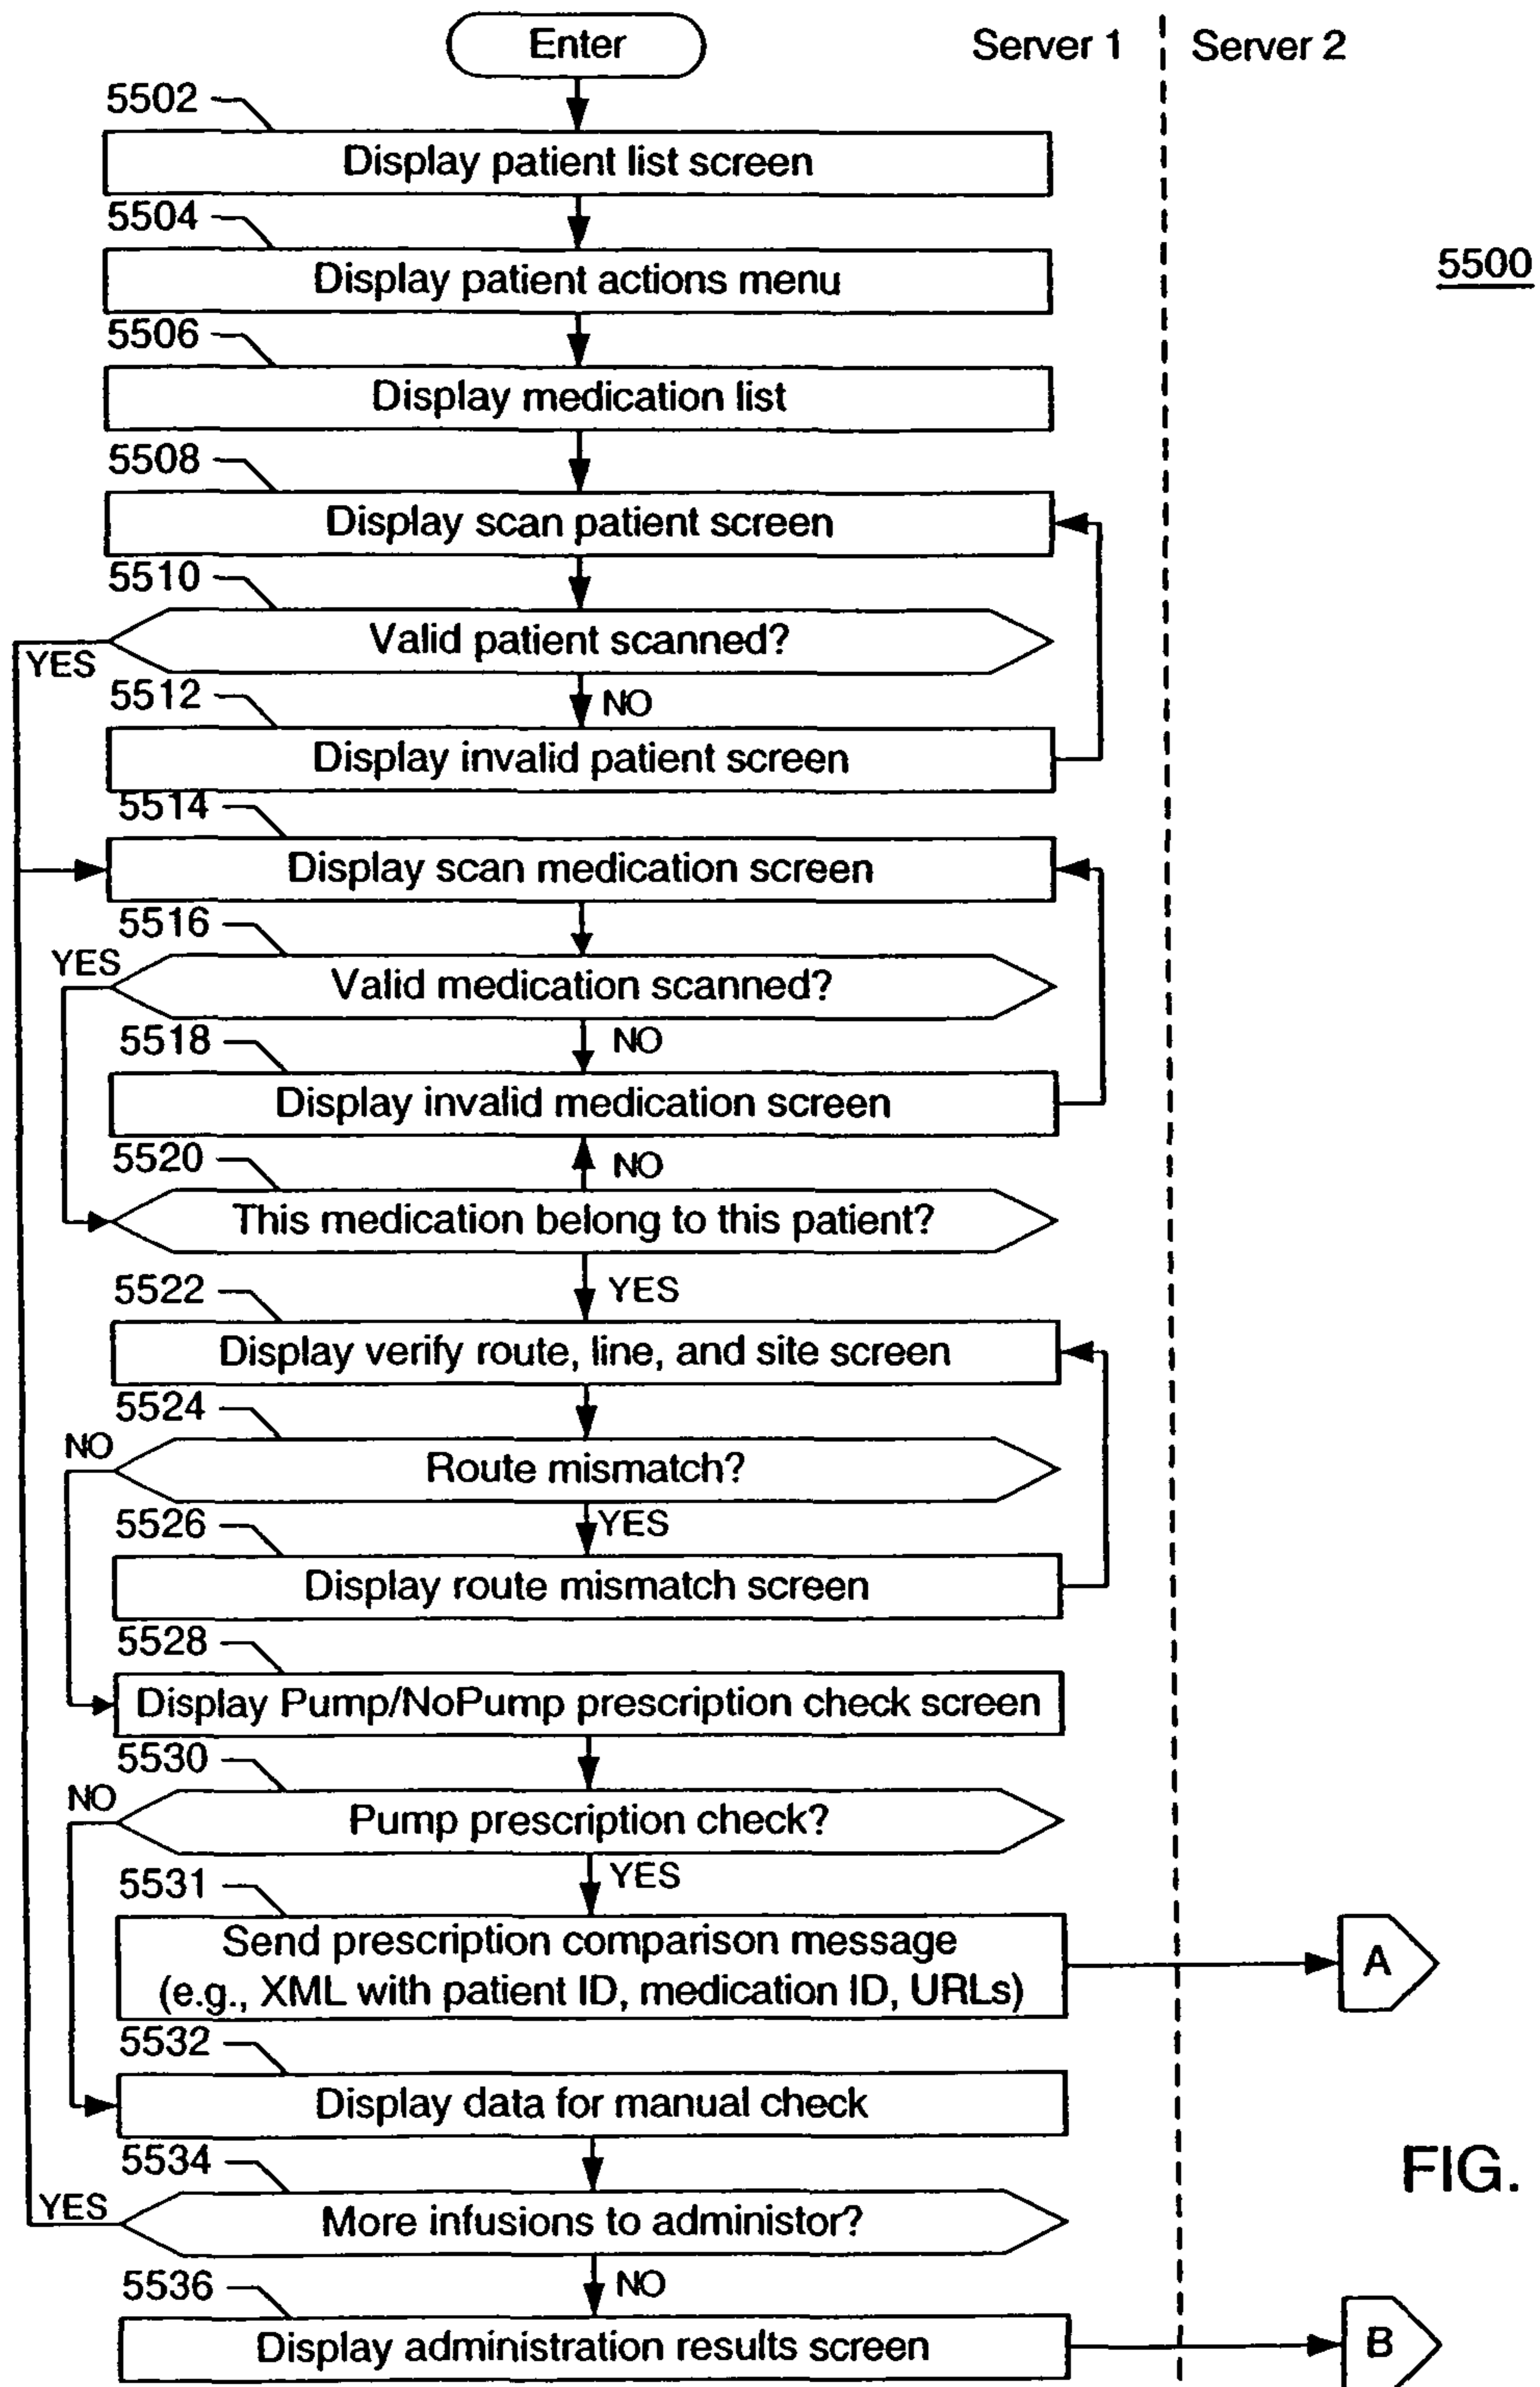 Enter
Server 1
Server 2
5502
Display patient list screen
5504
5500
Display patient actions menu
5506
Display medication list
5508
Display scan patient screen
5510
Valid patient scanned?
YES
5512
NO
Display invalid patient screen
5514
Display scan medication screen
5516
YES
Valid medication scanned?
5518
NO
Display invalid medication screen
5520
NO
This medication belong to this patient?
5522
YES
Display verify route, line, and site screen
5524
NO
Route mismatch?
5526
YES
Display route mismatch screen
5528
Display Pump/NoPump prescription check screen
5530
NO
Pump prescription check?
5531
YES
Send prescription comparison message
(e.g., XML with patient ID, medication ID, URLs)
A
5532
Display data for manual check
5534
FIG.
YES
More infusions to administor?
5536
NO
Display administration results screen
B